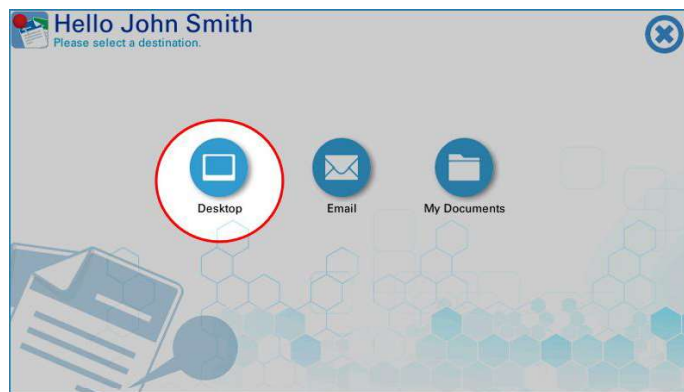 Hello John Smith
Please select a destination.
Desktop
Email
My Documents